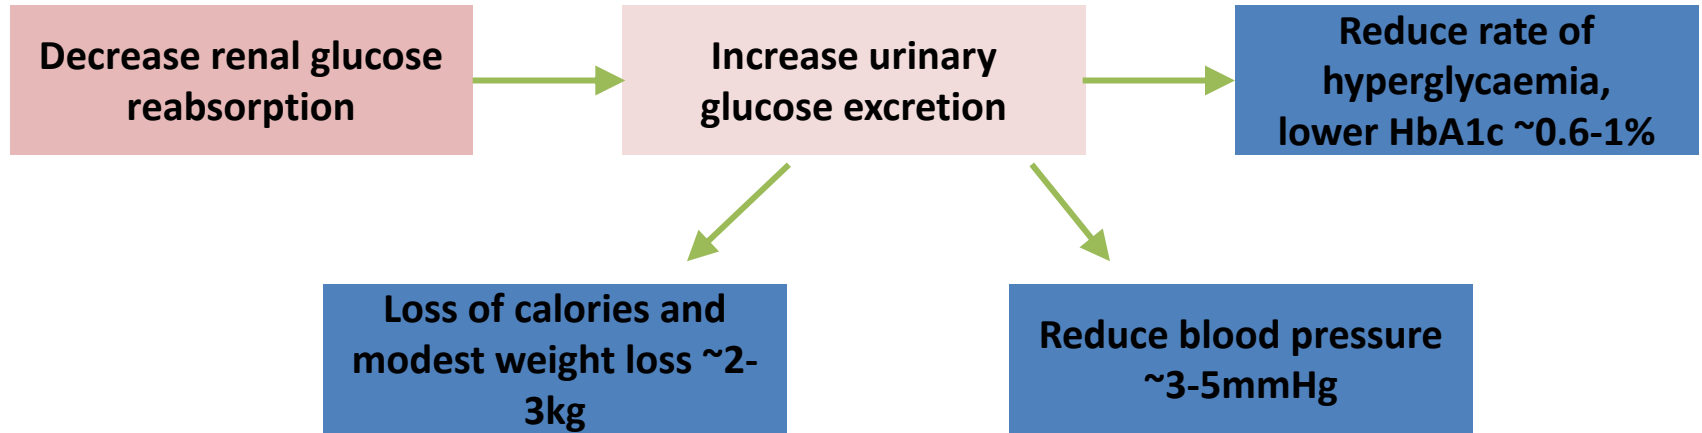 Decrease renal glucose
reabsorption
Increase urinary
glucose excretion
Reduce rate of
hyperglycaemia,
lower HbA1c ~0.6-1%
Loss of calories and
modest weight loss ~2-
3kg
Reduce blood pressure
~3-5mmHg